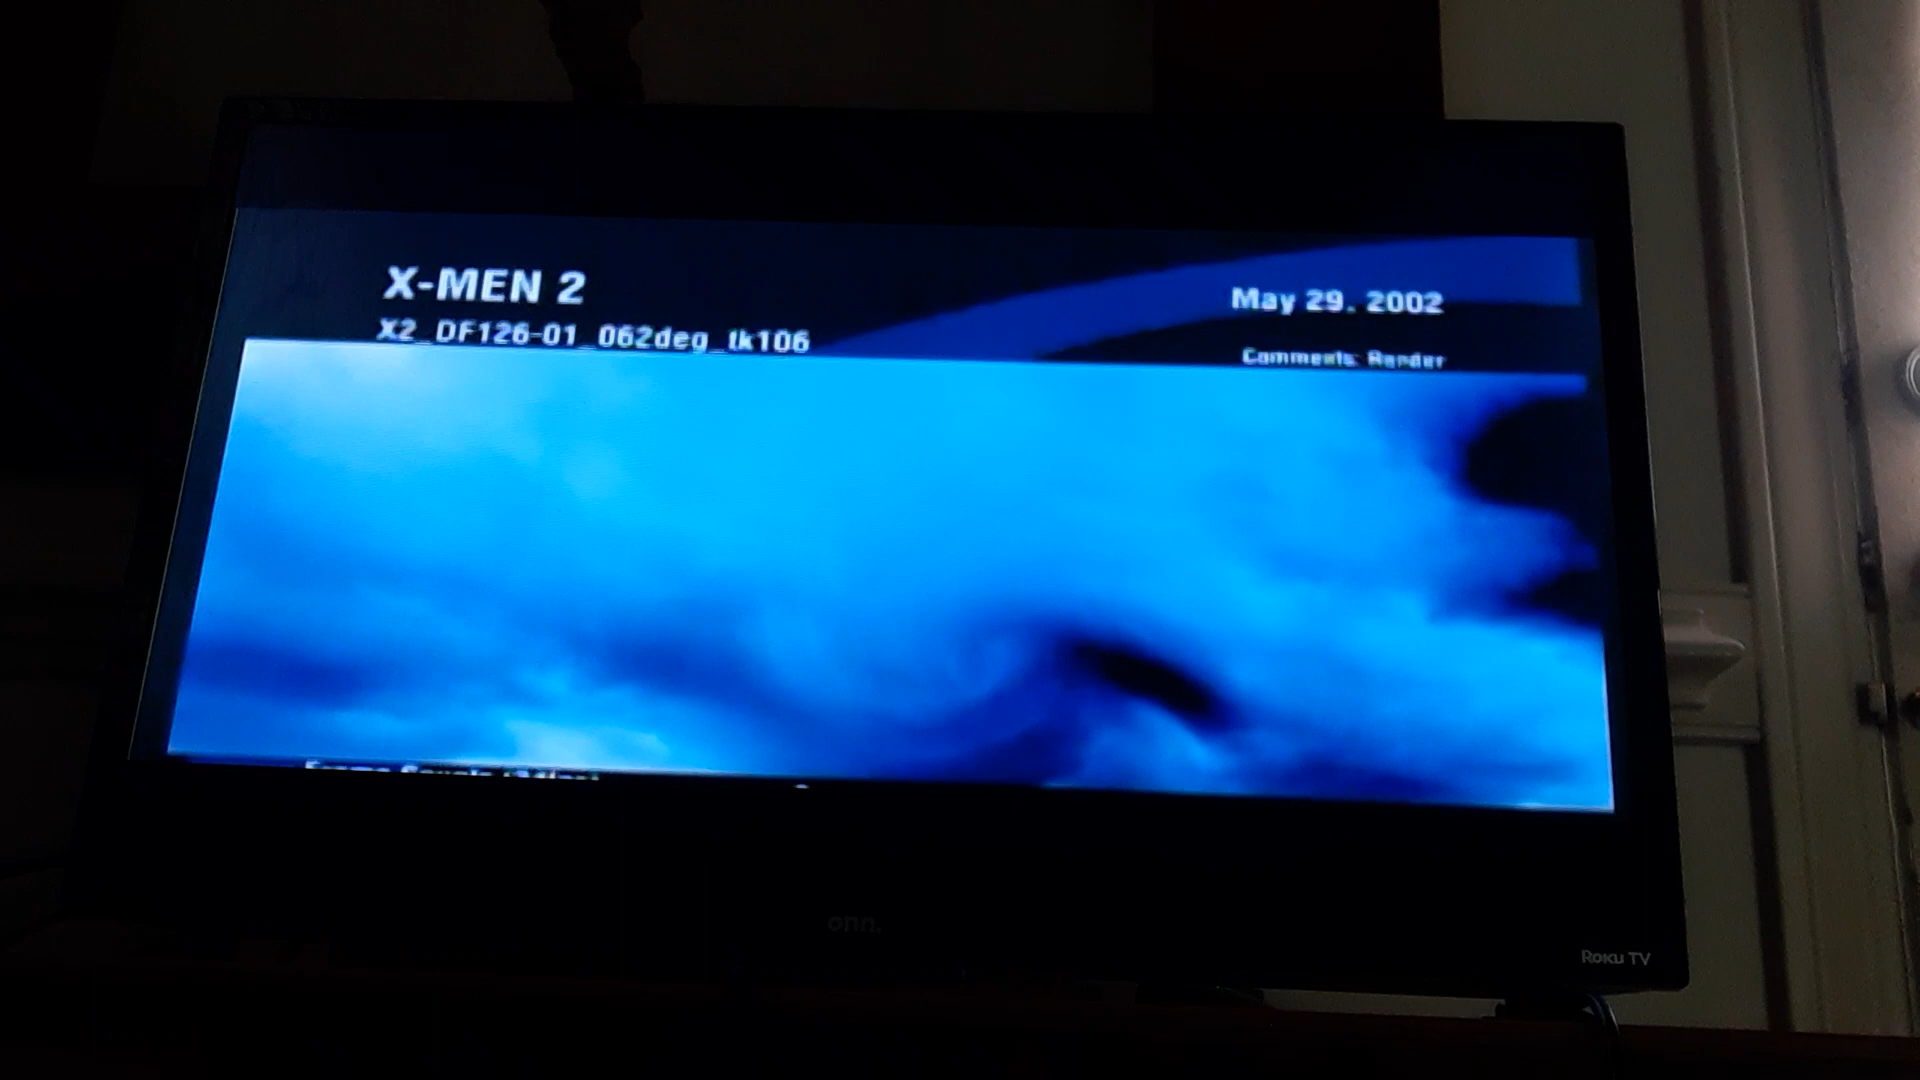 X-MEN 2
May 29. 2002
X2_DF126-01_062deg_tk106
Comments: Render
onn.
Roku TV